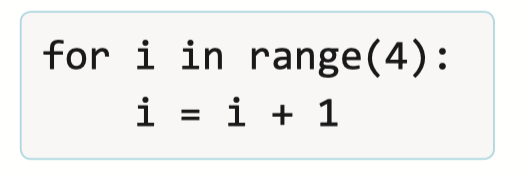 for i in range(4):
    i = i + 1